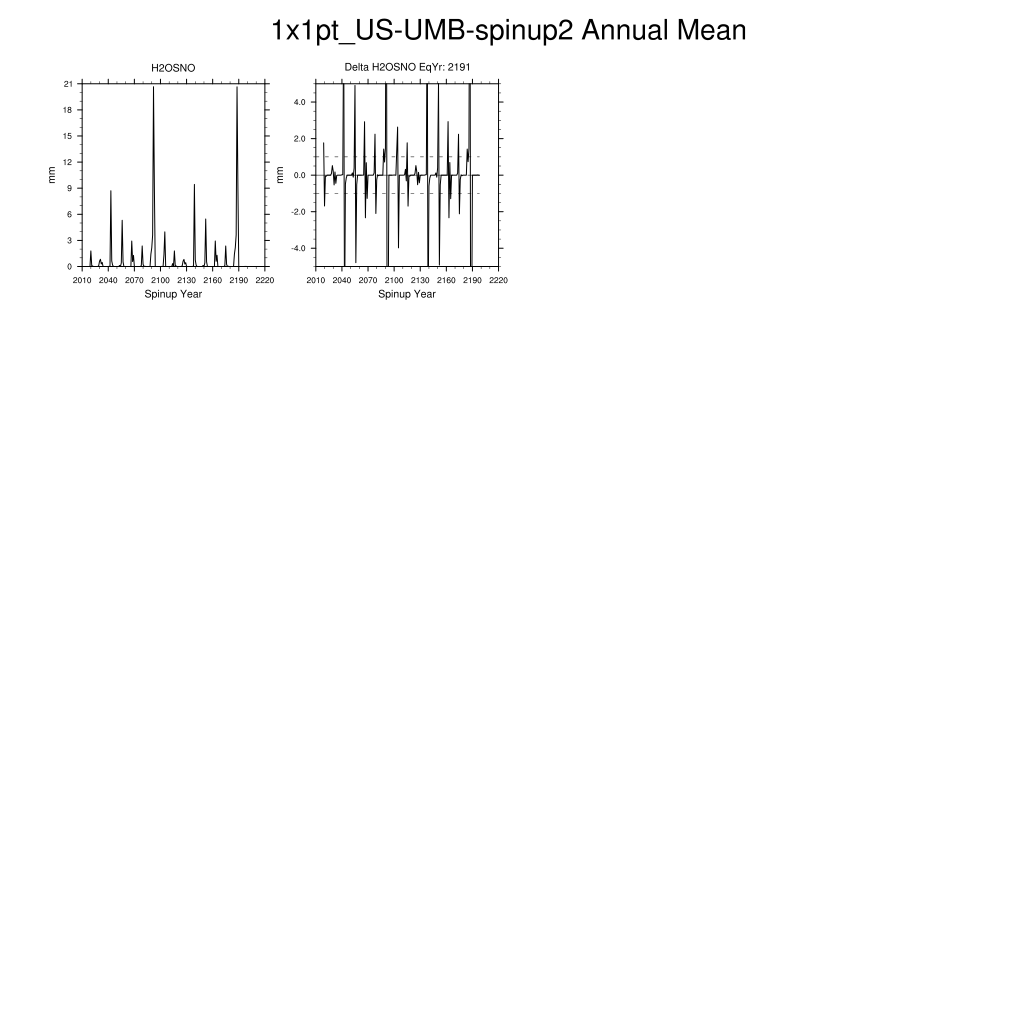 1x1pt_US-UMB-spinup2 Annual Mean
H2OSNO
21
18
15
12
9
6
3
0
mm
2010 2040 2070 2100 2130 2160 2190 2220
Spinup Year
Delta H2OSNO EqYr: 2191
4.0
2.0
0.0
-2.0
-4.0
mm
2010 2040 2070 2100 2130 2160 2190 2220
Spinup Year